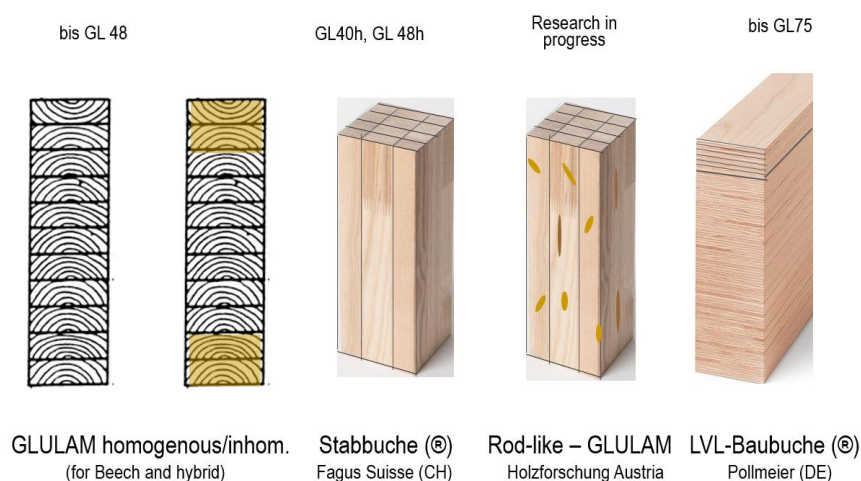 bis GL 48
GL40h, GL 48h
Research in
progress
bis GL75
GLULAM homogenous/inhom.
(for Beech and hybrid)
Stabbuche (®)
Fagus Suisse (CH)
Rod-like – GLULAM
Holzforschung Austria
LVL-Baubuche (®)
Pollmeier (DE)